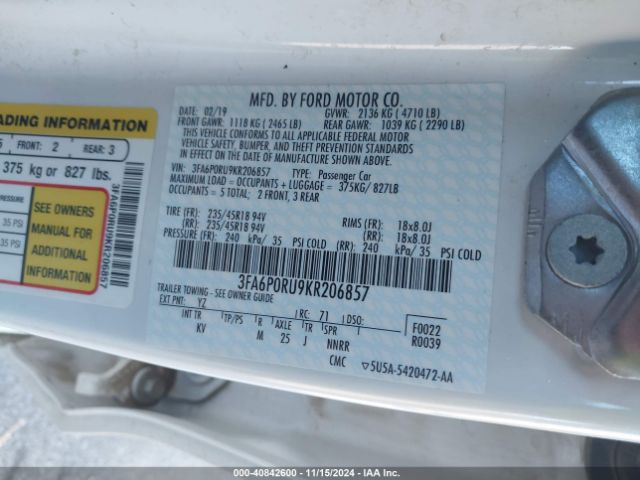 ADING INFORMATION
5 FRONT: 2 REAR: 3
375 kg or 827 lbs.
PRESSURE
35 PSI
35 PSI
SEE OWNERS
MANUAL FOR
ADDITIONAL
INFORMATION
3FA6P0RU9KR206857
MFD. BY FORD MOTOR CO.
DATE: 02/19 GVWR: 2136 KG ( 4710 LB)
FRONT GAWR: 1118 KG ( 2465 LB) REAR GAWR: 1039 KG ( 2290 LB)
THIS VEHICLE CONFORMS TO ALL APPLICABLE FEDERAL MOTOR
VEHICLE SAFETY, BUMPER, AND THEFT PREVENTION STANDARDS
IN EFFECT ON THE DATE OF MANUFACTURE SHOWN ABOVE.
VIN: 3FA6P0RU9KR206857 TYPE: Passenger Car
MAXIMUM LOAD = OCCUPANTS + LUGGAGE = 375KG/ 827LB
OCCUPANTS = 5 TOTAL; 2 FRONT, 3 REAR
TIRE (FR): 235/45R18 94V RIMS (FR): 18x8.0J
(RR): 235/45R18 94V (RR): 18x8.0J
PRESSURE (FR): 240 kPa/ 35 PSI COLD (RR): 240 kPa/ 35 PSI COLD
3FA6P0RU9KR206857
TRAILER TOWING - SEE OWNER GUIDE
EXT PNT: YZ RC: 71 DSO:
INT TR TP/PS R AXLE TR SPR F0022
KV M 25 J NNRR R0039
CMC 5U5A-5420472-AA
000-40842600 - 11/15/2024 - IAAI.COM